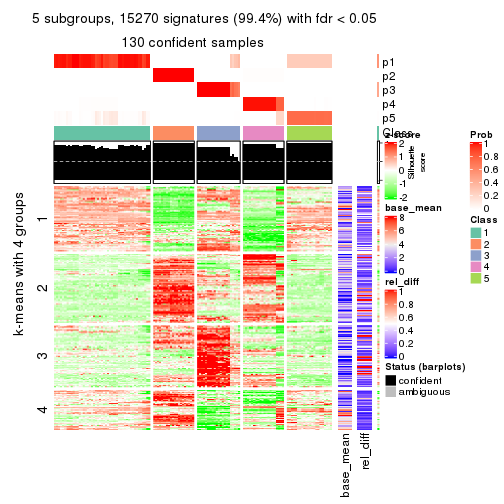 5 subgroups, 15270 signatures (99.4%) with fdr < 0.05
130 confident samples
p1
p2
p3
p4
p5
Class
k-means with 4 groups
1
2
3
4
Silhouette
score
z-score
2
1
0
-1
-2
base_mean
8
6
4
2
0
rel_diff
1
0.8
0.6
0.4
0.2
0
Status (barplots)
confident
ambiguous
Prob
1
0.8
0.6
0.4
0.2
0
Class
1
2
3
4
5
base_mean
rel_diff